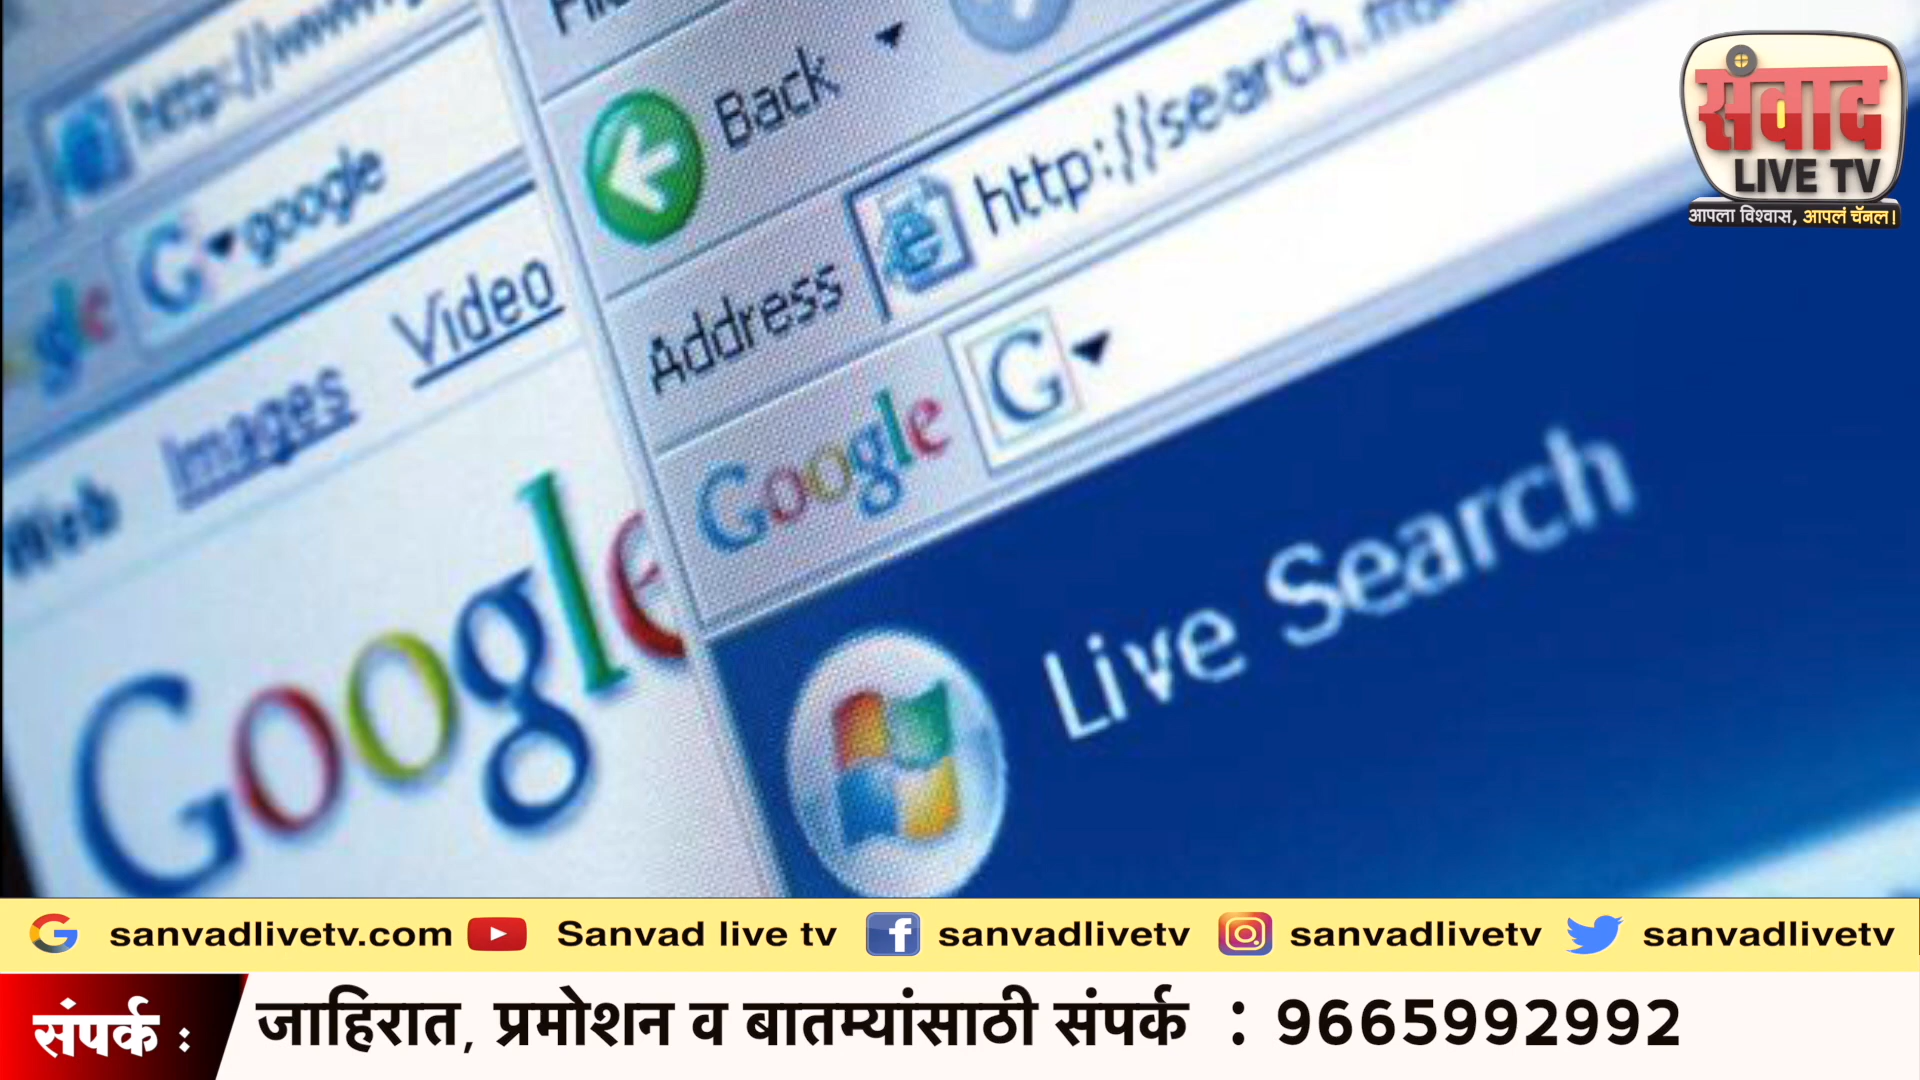 संवाद
LIVE TV
आपला विश्वास, आपलं चॅनल!
Back
http://search.
Address
http://www.
google
G
Google
G
Web Images Video
Google
Live Search
sanvadlivetv.com Sanvad live tv sanvadlivetv sanvadlivetv sanvadlivetv
संपर्क :
जाहिरात, प्रमोशन व बातम्यांसाठी संपर्क : 9665992992